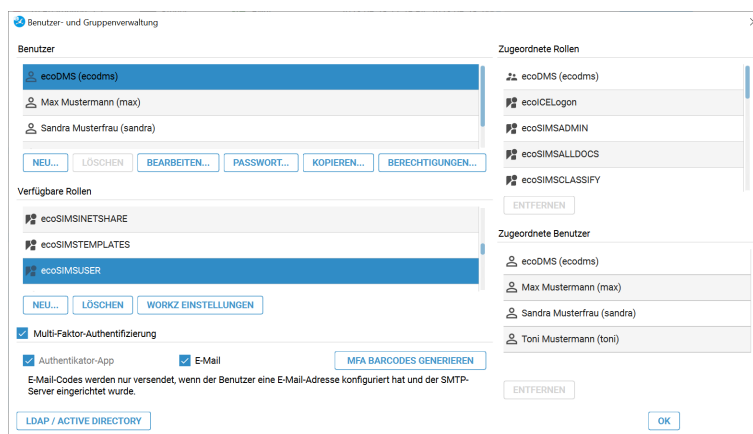 Benutzer- und Gruppenverwaltung
Benutzer
ecoDMS (ecodms)
Max Mustermann (max)
Sandra Musterfrau (sandra)
NEU... LÖSCHEN BEARBEITEN... PASSWORT... KOPIEREN... BERECHTIGUNGEN...
Verfügbare Rollen
ecoSIMSINETSHARE
ecoSIMSTEMPLATES
ecoSIMSUSER
NEU... LÖSCHEN WORKZ EINSTELLUNGEN
Multi-Faktor-Authentifizierung
Authentikator-App E-Mail MFA BARCODES GENERIEREN
E-Mail-Codes werden nur versendet, wenn der Benutzer eine E-Mail-Adresse konfiguriert hat und der SMTP-
Server eingerichtet wurde.
LDAP / ACTIVE DIRECTORY
Zugeordnete Rollen
ecoDMS (ecodms)
ecoICELogon
ecoSIMSADMIN
ecoSIMSALLDOCS
ecoSIMSCLASSIFY
ENTFERNEN
Zugeordnete Benutzer
ecoDMS (ecodms)
Max Mustermann (max)
Sandra Musterfrau (sandra)
Toni Mustermann (toni)
ENTFERNEN
OK